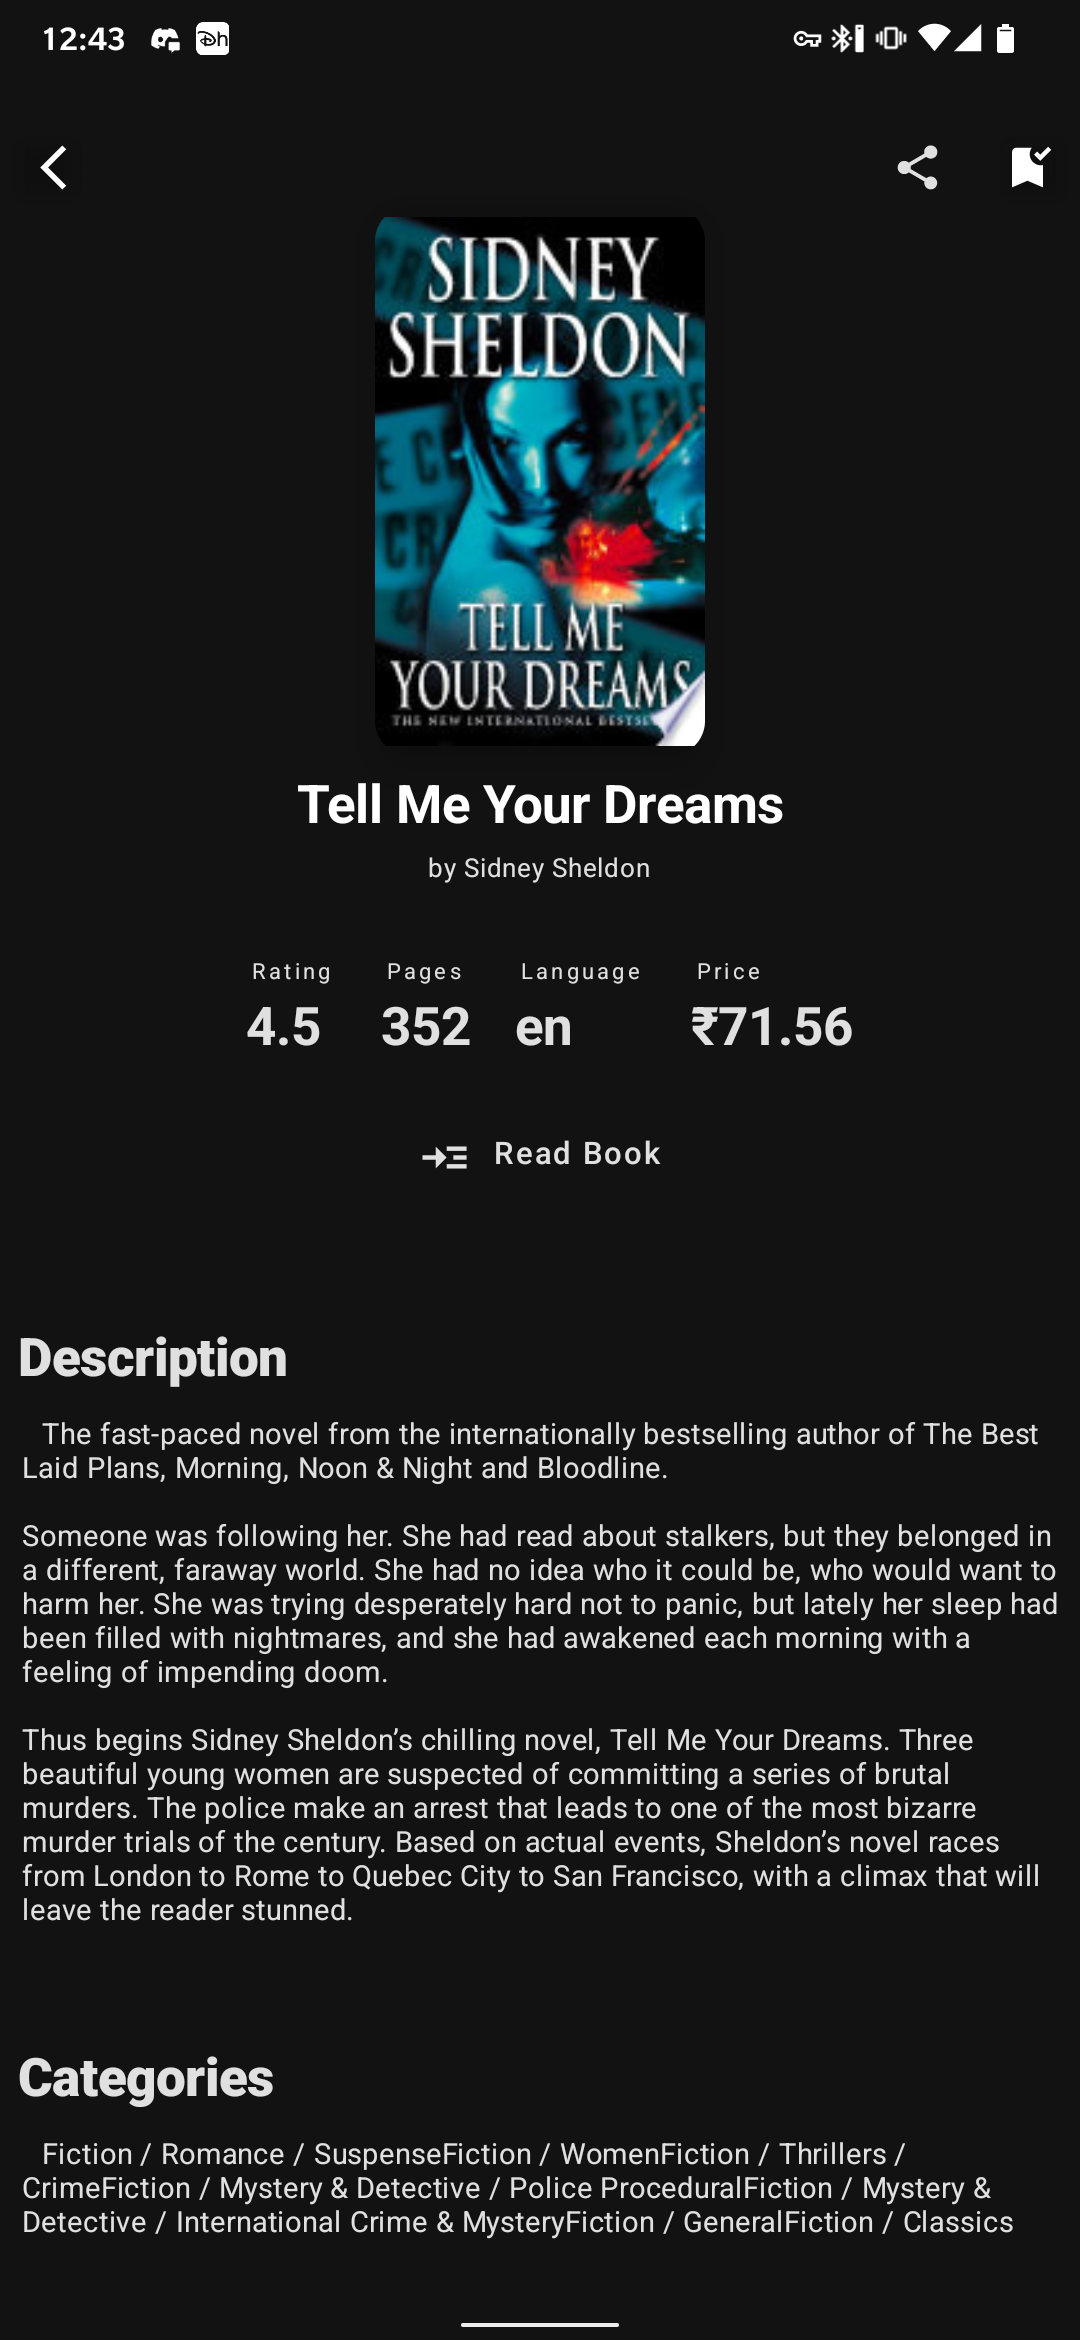 12:43
Dh
SIDNEY
SHELDON
TELL ME
YOUR DREAMS
THE NEW INTERNATIONAL
Tell Me Your Dreams
by Sidney Sheldon
Rating Pages Language Price
4.5 352 en ₹71.56
Read Book
Description
The fast-paced novel from the internationally bestselling author of The Best
Laid Plans, Morning, Noon & Night and Bloodline.
Someone was following her. She had read about stalkers, but they belonged in
a different, faraway world. She had no idea who it could be, who would want to
harm her. She was trying desperately hard not to panic, but lately her sleep had
been filled with nightmares, and she had awakened each morning with a
feeling of impending doom.
Thus begins Sidney Sheldon’s chilling novel, Tell Me Your Dreams. Three
beautiful young women are suspected of committing a series of brutal
murders. The police make an arrest that leads to one of the most bizarre
murder trials of the century. Based on actual events, Sheldon’s novel races
from London to Rome to Quebec City to San Francisco, with a climax that will
leave the reader stunned.
Categories
Fiction / Romance / SuspenseFiction / WomenFiction / Thrillers /
CrimeFiction / Mystery & Detective / Police ProceduralFiction / Mystery &
Detective / International Crime & MysteryFiction / GeneralFiction / Classics